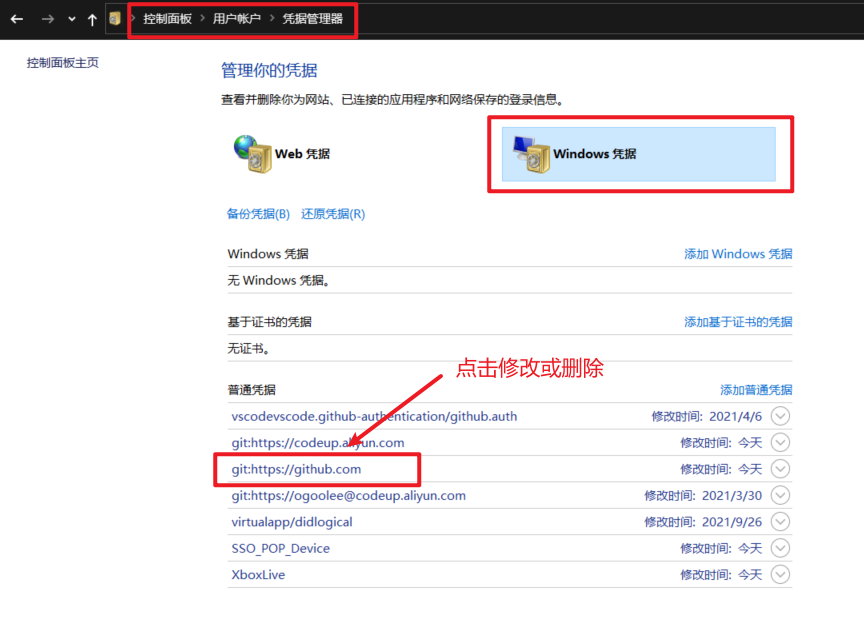 控制面板 > 用户帐户 > 凭据管理器
控制面板主页
管理你的凭据
查看并删除你为网站、已连接的应用程序和网络保存的登录信息。
Web 凭据
Windows 凭据
备份凭据(B) 还原凭据(R)
Windows 凭据 添加 Windows 凭据
无 Windows 凭据。
基于证书的凭据 添加基于证书的凭据
无证书。
点击修改或删除
普通凭据 添加普通凭据
vscodevscode.github-authentication/github.auth 修改时间: 2021/4/6
git:https://codeup.aliyun.com 修改时间: 今天
git:https://github.com 修改时间: 今天
git:https://ogoolee@codeup.aliyun.com 修改时间: 2021/3/30
virtualapp/didlogical 修改时间: 2021/9/26
SSO_POP_Device 修改时间: 今天
XboxLive 修改时间: 今天